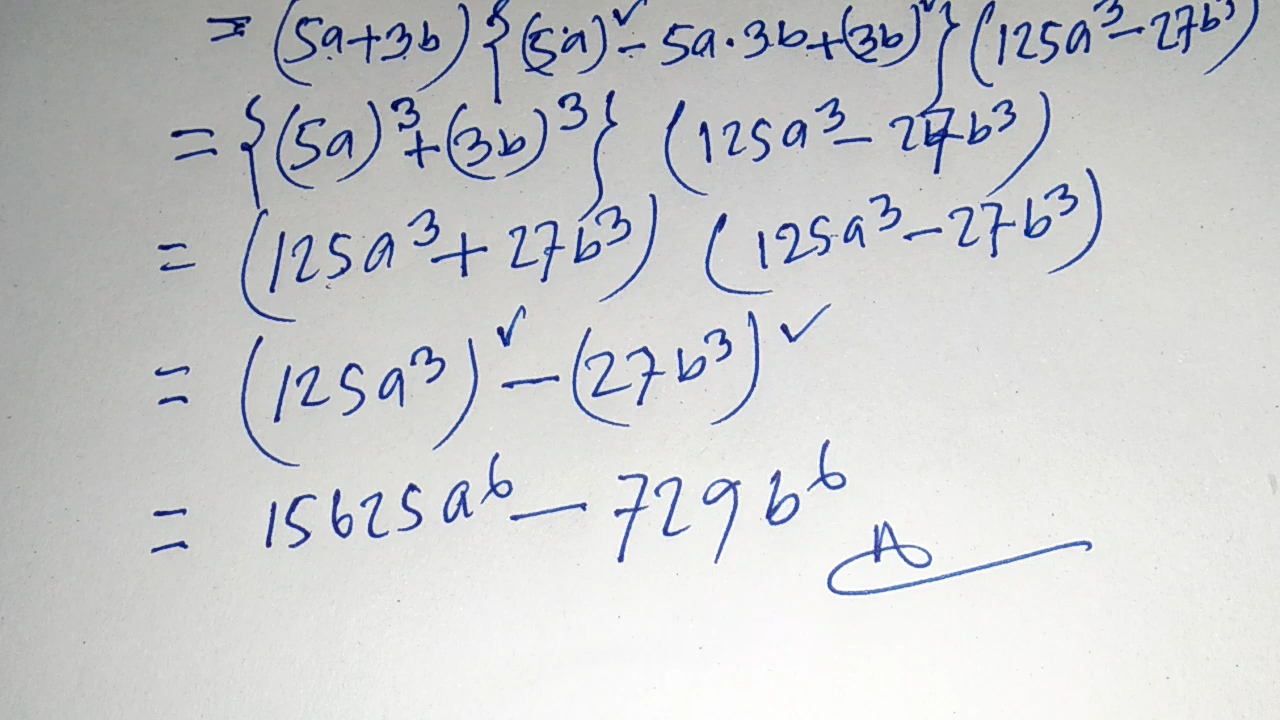 = (5a+3b) {(5a)² - 5a·3b+(3b)²} (125a³-27b³)
= {(5a)³+(3b)³} (125a³-27b³)
= (125a³+27b³) (125a³-27b³)
= (125a³)² - (27b³)²
= 15625a⁶ - 729b⁶